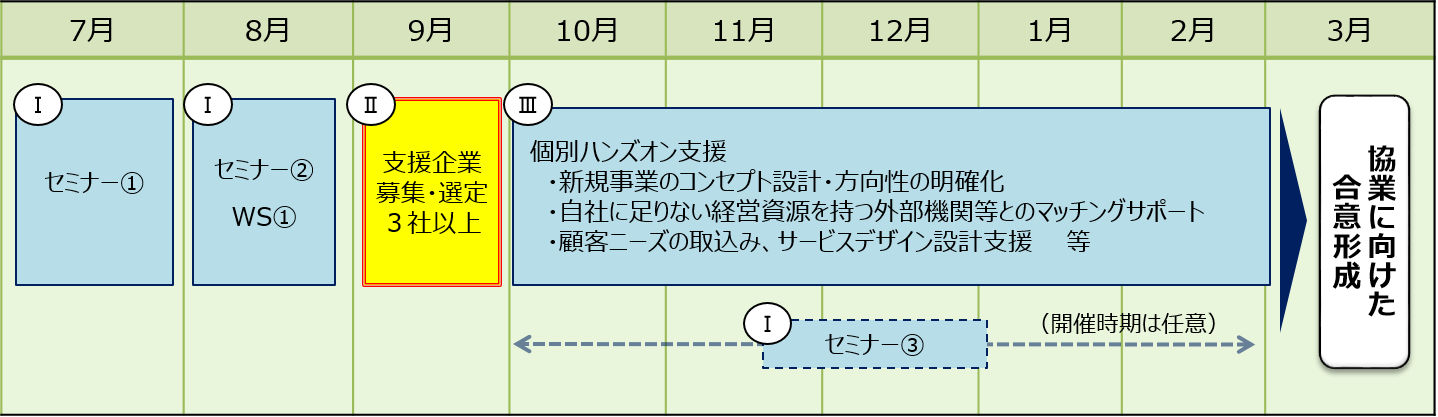 7月 8月 9月 10月 11月 12月 1月 2月 3月
Ⅰ
セミナー①
Ⅰ
セミナー②
WS①
Ⅱ
支援企業
募集・選定
３社以上
Ⅲ
個別ハンズオン支援
・新規事業のコンセプト設計・方向性の明確化
・自社に足りない経営資源を持つ外部機関等とのマッチングサポート
・顧客ニーズの取込み、サービスデザイン設計支援　等
Ⅰ
セミナー③
（開催時期は任意）
協業に向けた
合意形成